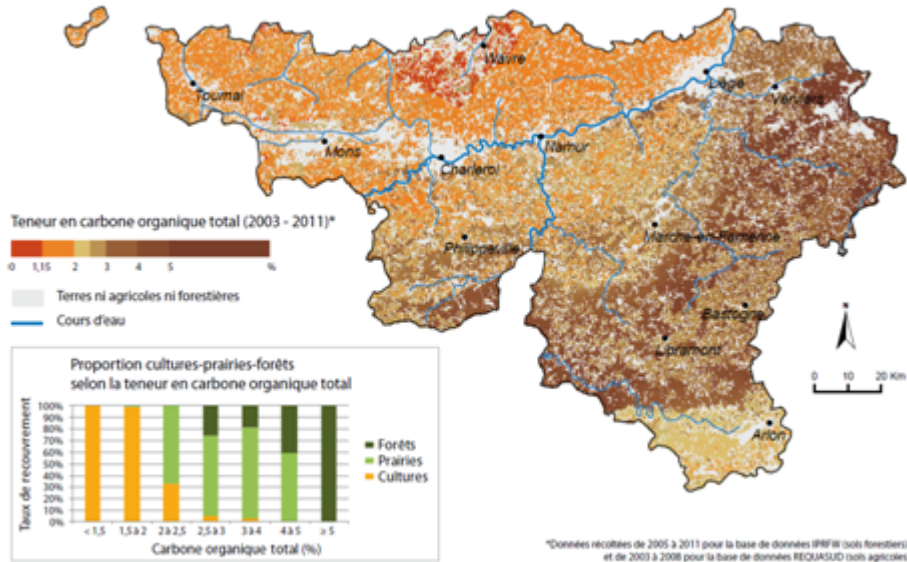 Wavre
Tournai
Liège
Verviers
Mons
Namur
Charleroi
Philippeville
Marche-en-Famenne
Bastogne
Libramont
Arlon
Teneur en carbone organique total (2003 - 2011)*
0 1,15 2 3 4 5 %
Terres ni agricoles ni forestières
Cours d'eau
N
0 10 20 Km
Proportion cultures-prairies-forêts
selon la teneur en carbone organique total
Taux de recouvrement
100%
90%
80%
70%
60%
50%
40%
30%
20%
10%
0%
Forêts
Prairies
Cultures
< 1,5 1,5 à 2 2 à 2,5 2,5 à 3 3 à 4 4 à 5 ≥ 5
Carbone organique total (%)
*Données récoltées de 2005 à 2011 pour la base de données IPRFW (sols forestiers)
et de 2003 à 2008 pour la base de données REQUASUD (sols agricoles)